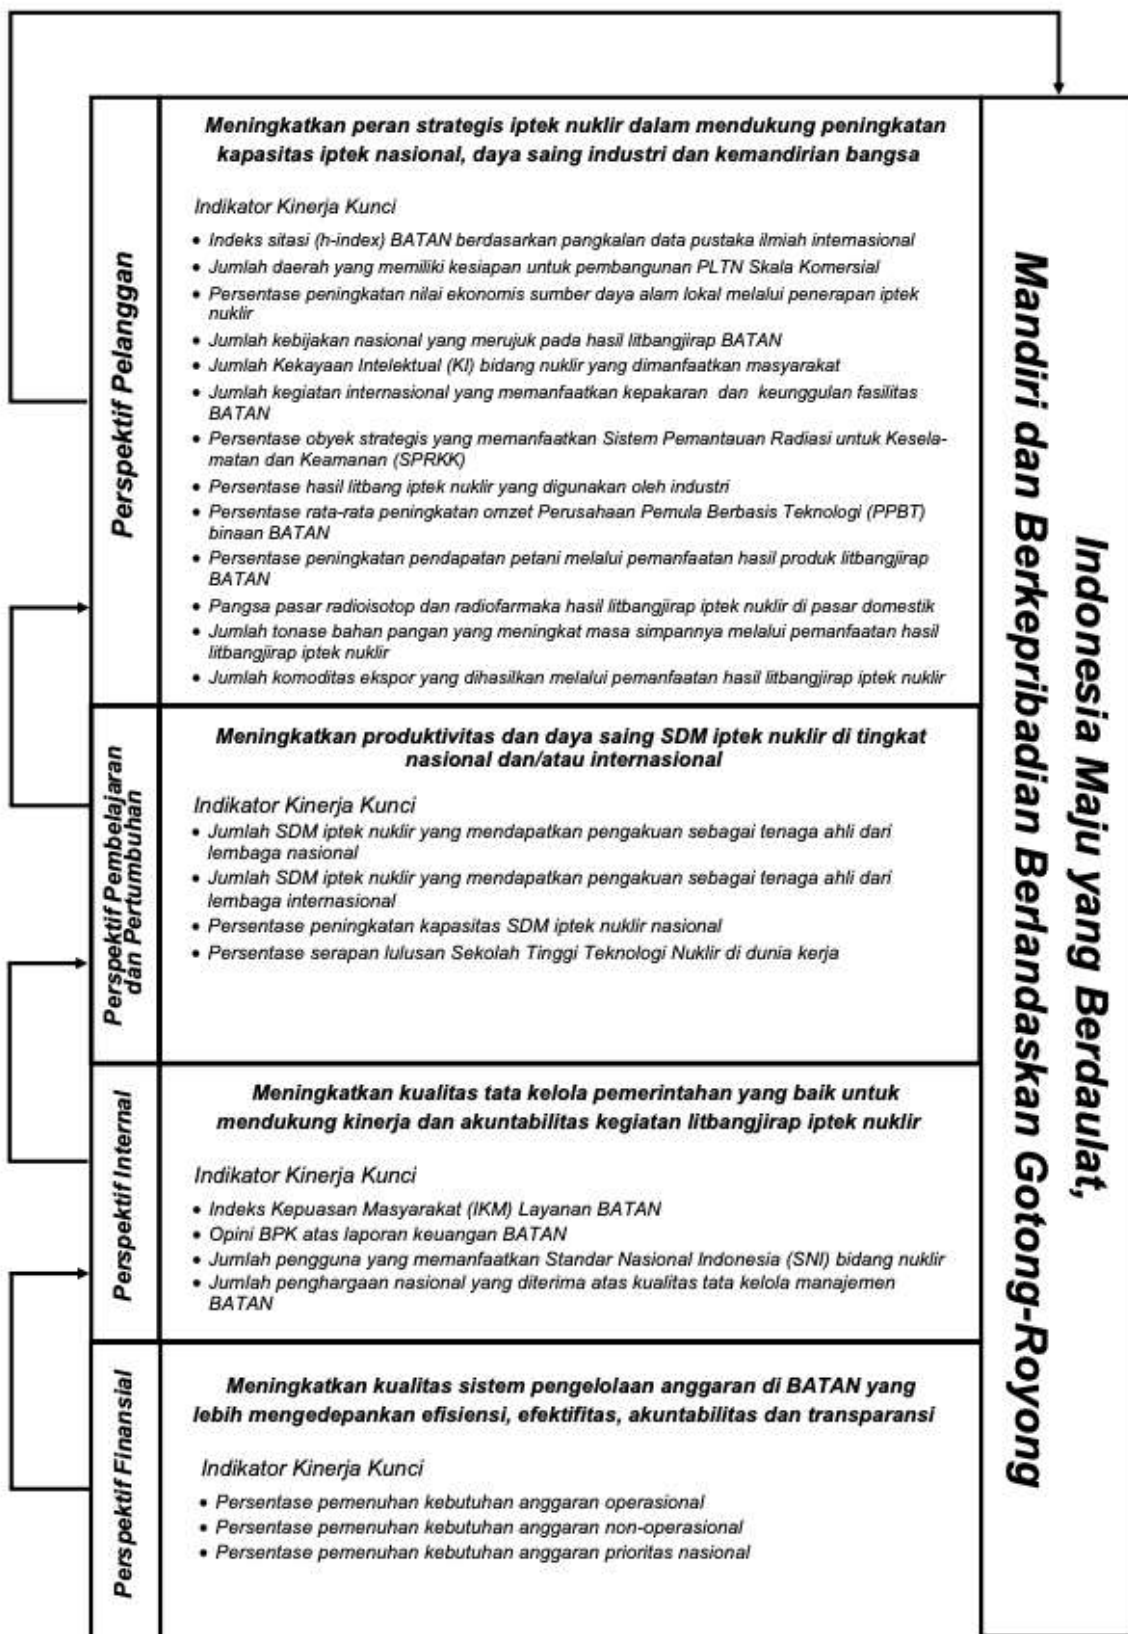 Perspektif Pelanggan
Meningkatkan peran strategis iptek nuklir dalam mendukung peningkatan
kapasitas iptek nasional, daya saing industri dan kemandirian bangsa
Indikator Kinerja Kunci
• Indeks sitasi (h-index) BATAN berdasarkan pangkalan data pustaka ilmiah internasional
• Jumlah daerah yang memiliki kesiapan untuk pembangunan PLTN Skala Komersial
• Persentase peningkatan nilai ekonomis sumber daya alam lokal melalui penerapan iptek
nuklir
• Jumlah kebijakan nasional yang merujuk pada hasil litbangjirap BATAN
• Jumlah Kekayaan Intelektual (KI) bidang nuklir yang dimanfaatkan masyarakat
• Jumlah kegiatan internasional yang memanfaatkan kepakaran dan keunggulan fasilitas
BATAN
• Persentase obyek strategis yang memanfaatkan Sistem Pemantauan Radiasi untuk Kesela-
matan dan Keamanan (SPRKK)
• Persentase hasil litbang iptek nuklir yang digunakan oleh industri
• Persentase rata-rata peningkatan omzet Perusahaan Pemula Berbasis Teknologi (PPBT)
binaan BATAN
• Persentase peningkatan pendapatan petani melalui pemanfaatan hasil produk litbangjirap
BATAN
• Pangsa pasar radioisotop dan radiofarmaka hasil litbangjirap iptek nuklir di pasar domestik
• Jumlah tonase bahan pangan yang meningkat masa simpannya melalui pemanfaatan hasil
litbangjirap iptek nuklir
• Jumlah komoditas ekspor yang dihasilkan melalui pemanfaatan hasil litbangjirap iptek nuklir
Perspektif Pembelajaran
dan Pertumbuhan
Meningkatkan produktivitas dan daya saing SDM iptek nuklir di tingkat
nasional dan/atau internasional
Indikator Kinerja Kunci
• Jumlah SDM iptek nuklir yang mendapatkan pengakuan sebagai tenaga ahli dari
lembaga nasional
• Jumlah SDM iptek nuklir yang mendapatkan pengakuan sebagai tenaga ahli dari
lembaga internasional
• Persentase peningkatan kapasitas SDM iptek nuklir nasional
• Persentase serapan lulusan Sekolah Tinggi Teknologi Nuklir di dunia kerja
Perspektif Internal
Meningkatkan kualitas tata kelola pemerintahan yang baik untuk
mendukung kinerja dan akuntabilitas kegiatan litbangjirap iptek nuklir
Indikator Kinerja Kunci
• Indeks Kepuasan Masyarakat (IKM) Layanan BATAN
• Opini BPK atas laporan keuangan BATAN
• Jumlah pengguna yang memanfaatkan Standar Nasional Indonesia (SNI) bidang nuklir
• Jumlah penghargaan nasional yang diterima atas kualitas tata kelola manajemen
BATAN
Perspektif Finansial
Meningkatkan kualitas sistem pengelolaan anggaran di BATAN yang
lebih mengedepankan efisiensi, efektifitas, akuntabilitas dan transparansi
Indikator Kinerja Kunci
• Persentase pemenuhan kebutuhan anggaran operasional
• Persentase pemenuhan kebutuhan anggaran non-operasional
• Persentase pemenuhan kebutuhan anggaran prioritas nasional
Indonesia Maju yang Berdaulat,
Mandiri dan Berkepribadian Berlandaskan Gotong-Royong